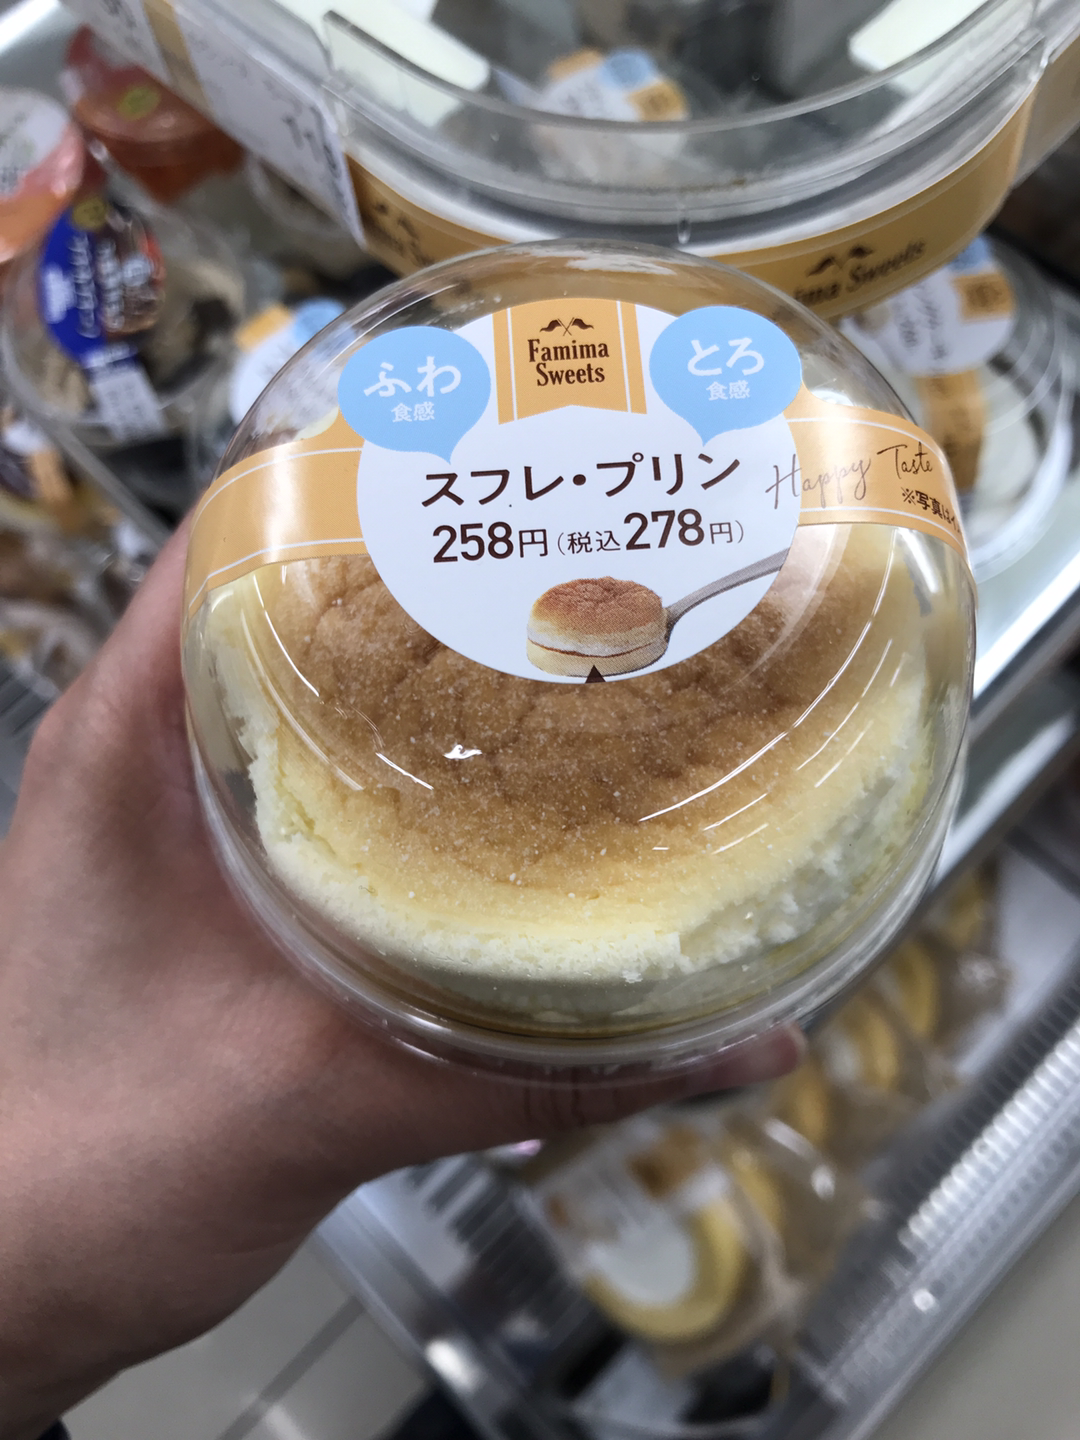 Famima
Sweets
ふわ
食感
とろ
食感
スフレ・プリン
258円(税込278円)
Happy Taste
※写真は
Sweets